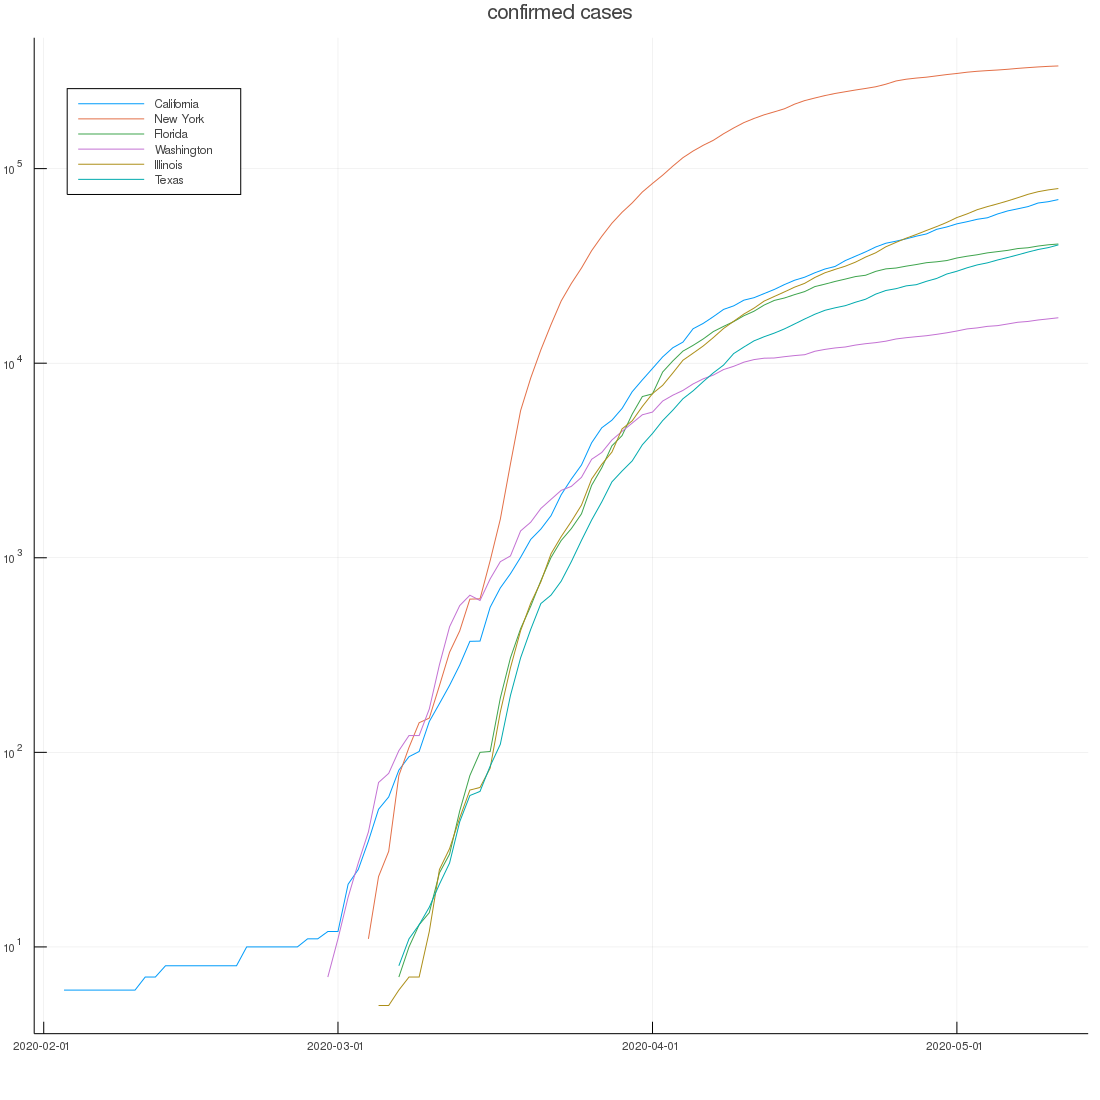 confirmed cases
California
New York
Florida
Washington
Illinois
Texas
10^5
10^4
10^3
10^2
10^1
2020-02-01 2020-03-01 2020-04-01 2020-05-01